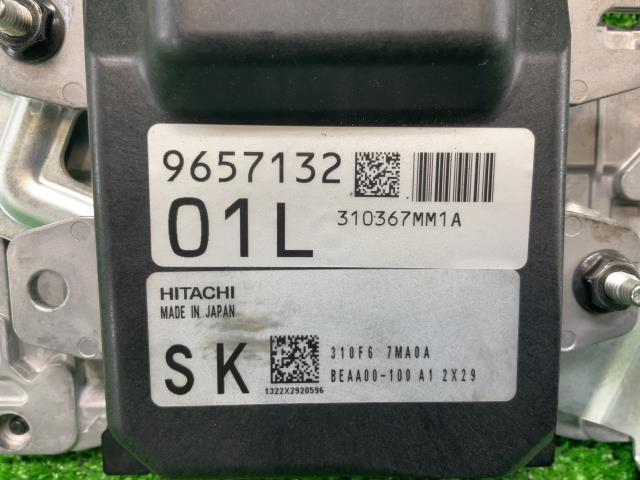 9657132
01L
310367MM1A
HITACHI
MADE IN JAPAN
SK
310F6 7MA0A
BEAA00-100 A1 2X29
1322X2920596